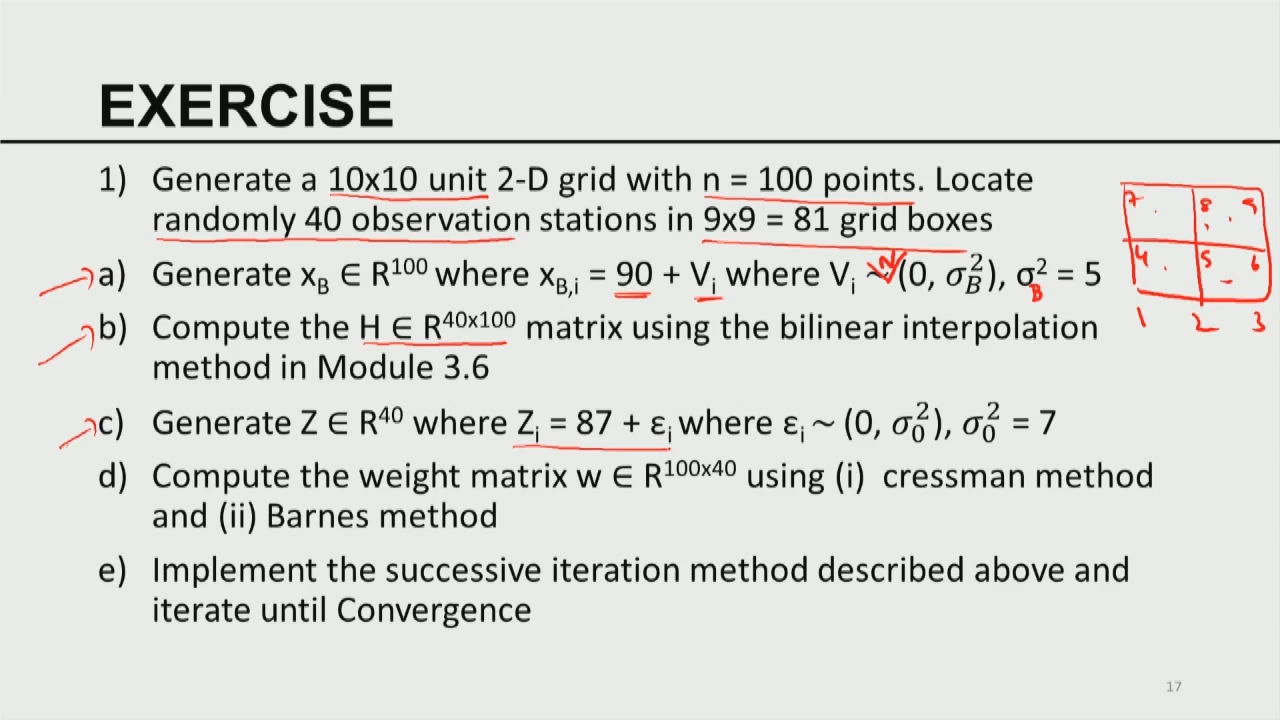 EXERCISE
1) Generate a 10x10 unit 2-D grid with n = 100 points. Locate
randomly 40 observation stations in 9x9 = 81 grid boxes
a) Generate x_B ∈ R^100 where x_B,i = 90 + V_i where V_i ~ N (0, σ_B^2), σ_B^2 = 5
b) Compute the H ∈ R^40x100 matrix using the bilinear interpolation
method in Module 3.6
c) Generate Z ∈ R^40 where Z_i = 87 + ε_i where ε_i ~ (0, σ_0^2), σ_0^2 = 7
d) Compute the weight matrix w ∈ R^100x40 using (i) cressman method
and (ii) Barnes method
e) Implement the successive iteration method described above and
iterate until Convergence
7 8 9
4 5 6
1 2 3
17